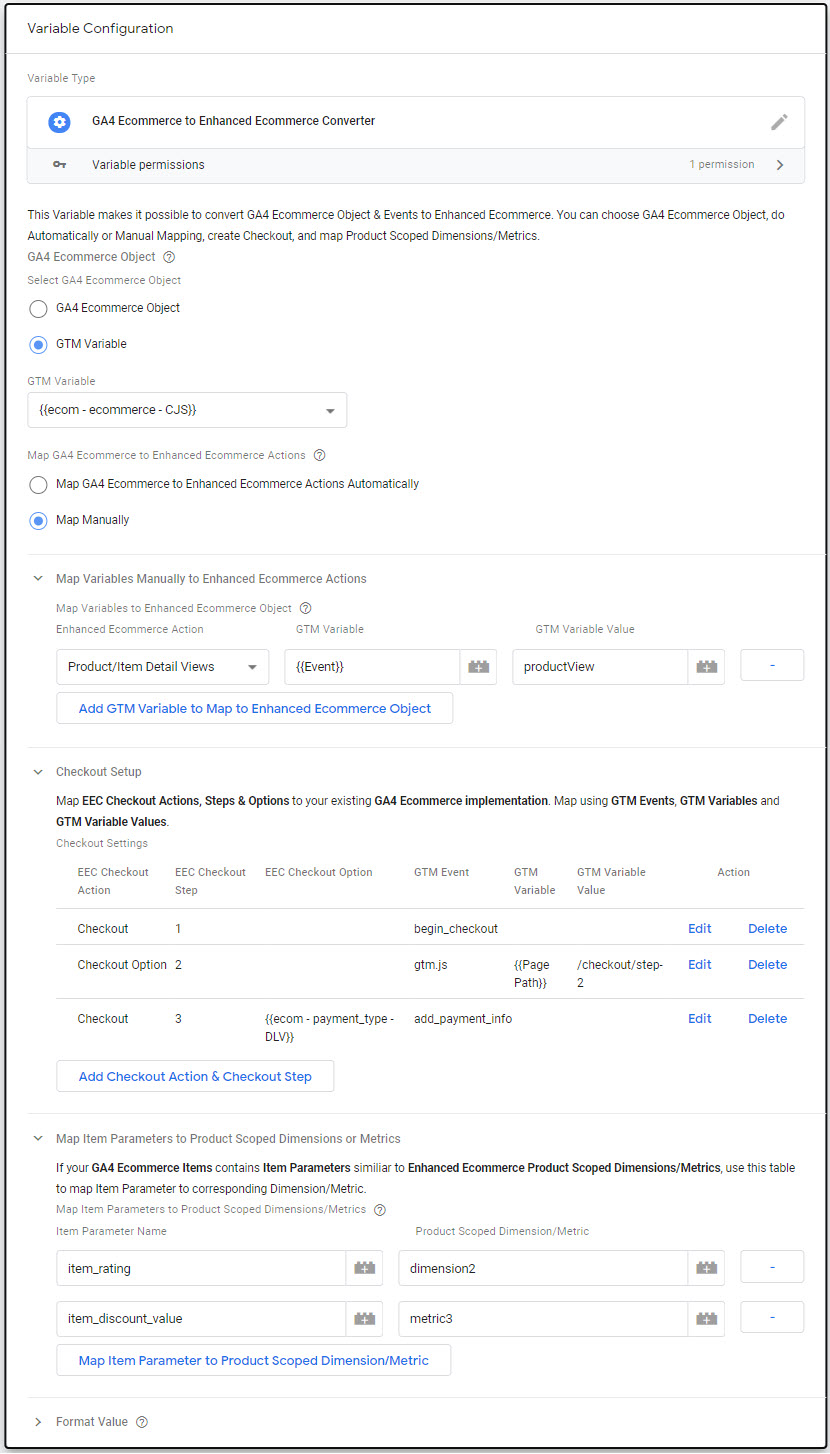 Variable Configuration
Variable Type
GA4 Ecommerce to Enhanced Ecommerce Converter
Variable permissions 1 permission
This Variable makes it possible to convert GA4 Ecommerce Object & Events to Enhanced Ecommerce. You can choose GA4 Ecommerce Object, do
Automatically or Manual Mapping, create Checkout, and map Product Scoped Dimensions/Metrics.
GA4 Ecommerce Object ?
Select GA4 Ecommerce Object
GA4 Ecommerce Object
GTM Variable
GTM Variable
{{ecom - ecommerce - CJS}}
Map GA4 Ecommerce to Enhanced Ecommerce Actions ?
Map GA4 Ecommerce to Enhanced Ecommerce Actions Automatically
Map Manually
Map Variables Manually to Enhanced Ecommerce Actions
Map Variables to Enhanced Ecommerce Object ?
Enhanced Ecommerce Action GTM Variable GTM Variable Value
Product/Item Detail Views {{Event}} productView -
Add GTM Variable to Map to Enhanced Ecommerce Object
Checkout Setup
Map EEC Checkout Actions, Steps & Options to your existing GA4 Ecommerce implementation. Map using GTM Events, GTM Variables and
GTM Variable Values.
Checkout Settings
EEC Checkout EEC Checkout EEC Checkout Option GTM Event GTM GTM Variable Action
Action Step Variable Value
Checkout 1 begin_checkout Edit Delete
Checkout Option 2 gtm.js {{Page /checkout/step- Edit Delete
Path}} 2
Checkout 3 {{ecom - payment_type - add_payment_info Edit Delete
DLV}}
Add Checkout Action & Checkout Step
Map Item Parameters to Product Scoped Dimensions or Metrics
If your GA4 Ecommerce Items contains Item Parameters similiar to Enhanced Ecommerce Product Scoped Dimensions/Metrics, use this table
to map Item Parameter to corresponding Dimension/Metric.
Map Item Parameters to Product Scoped Dimensions/Metrics ?
Item Parameter Name Product Scoped Dimension/Metric
item_rating dimension2 -
item_discount_value metric3 -
Map Item Parameter to Product Scoped Dimension/Metric
Format Value ?